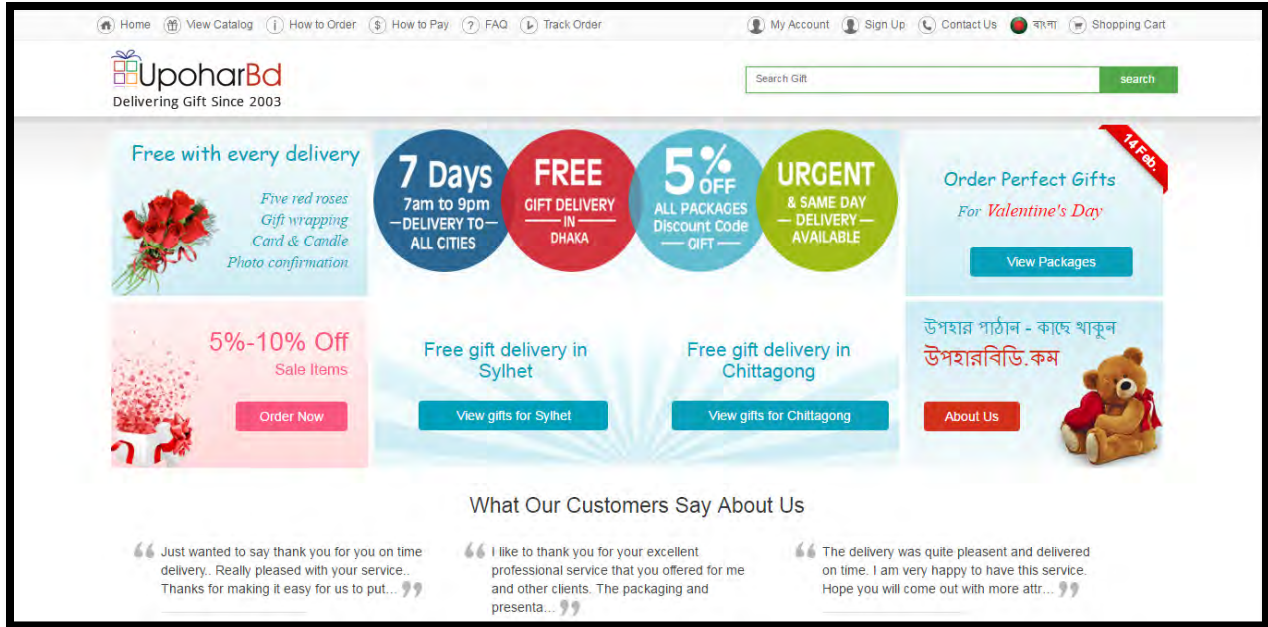 Home View Catalog How to Order How to Pay FAQ Track Order My Account Sign Up Contact Us বাংলা Shopping Cart
UpoharBd
Delivering Gift Since 2003
Search Gift search
Free with every delivery
Five red roses
Gift wrapping
Card & Candle
Photo confirmation
7 Days
7am to 9pm
DELIVERY TO
ALL CITIES
FREE
GIFT DELIVERY
IN
DHAKA
5% OFF
ALL PACKAGES
Discount Code
GIFT
URGENT
& SAME DAY
DELIVERY
AVAILABLE
14 Feb.
Order Perfect Gifts
For Valentine's Day
View Packages
5%-10% Off
Sale Items
Order Now
Free gift delivery in
Sylhet
View gifts for Sylhet
Free gift delivery in
Chittagong
View gifts for Chittagong
উপহার পাঠান - কাছে থাকুন
উপহারবিডি.কম
About Us
What Our Customers Say About Us
“ Just wanted to say thank you for you on time
delivery.. Really pleased with your service..
Thanks for making it easy for us to put... ”
“ I like to thank you for your excellent
professional service that you offered for me
and other clients. The packaging and
presenta... ”
“ The delivery was quite pleasent and delivered
on time. I am very happy to have this service.
Hope you will come out with more attr... ”